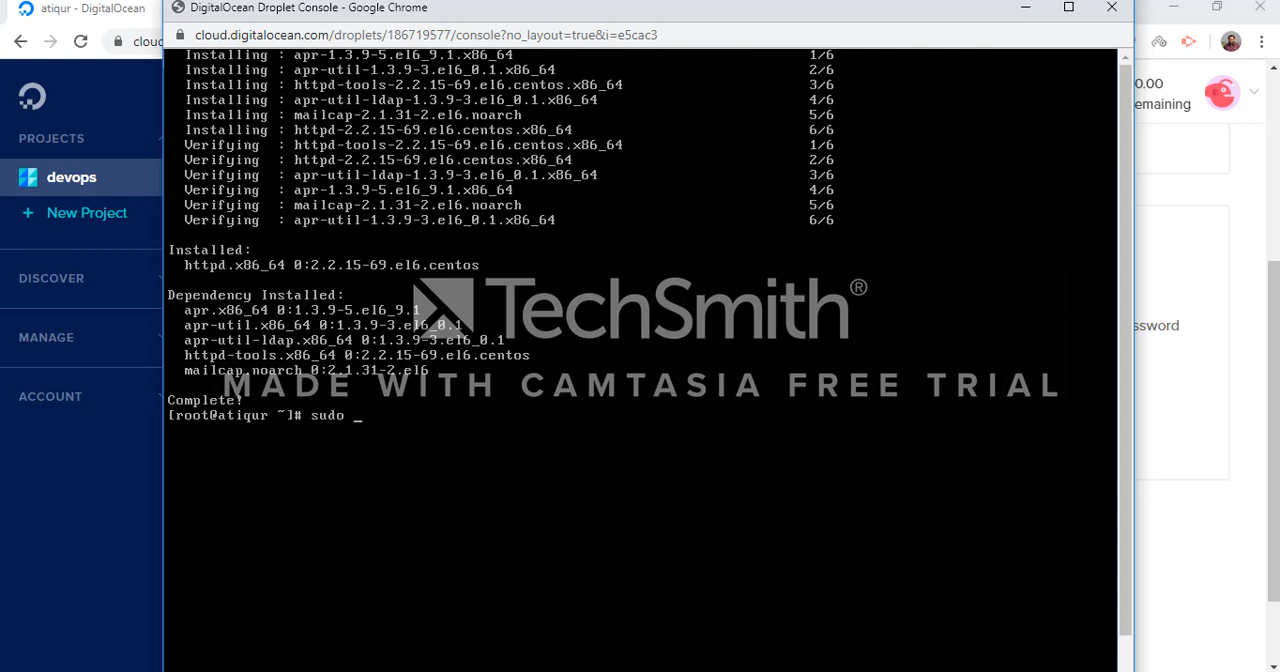 atiqur - DigitalOcean
DigitalOcean Droplet Console - Google Chrome
cloud
cloud.digitalocean.com/droplets/186719577/console?no_layout=true&i=e5cac3
PROJECTS
devops
+ New Project
DISCOVER
MANAGE
ACCOUNT
Installing : apr-1.3.9-5.el6_9.1.x86_64 1/6
Installing : apr-util-1.3.9-3.el6_0.1.x86_64 2/6
Installing : httpd-tools-2.2.15-69.el6.centos.x86_64 3/6
Installing : apr-util-ldap-1.3.9-3.el6_0.1.x86_64 4/6
Installing : mailcap-2.1.31-2.el6.noarch 5/6
Installing : httpd-2.2.15-69.el6.centos.x86_64 6/6
Verifying : httpd-tools-2.2.15-69.el6.centos.x86_64 1/6
Verifying : httpd-2.2.15-69.el6.centos.x86_64 2/6
Verifying : apr-util-ldap-1.3.9-3.el6_0.1.x86_64 3/6
Verifying : apr-1.3.9-5.el6_9.1.x86_64 4/6
Verifying : mailcap-2.1.31-2.el6.noarch 5/6
Verifying : apr-util-1.3.9-3.el6_0.1.x86_64 6/6
Installed:
httpd.x86_64 0:2.2.15-69.el6.centos
Dependency Installed:
apr.x86_64 0:1.3.9-5.el6_9.1
apr-util.x86_64 0:1.3.9-3.el6_0.1
apr-util-ldap.x86_64 0:1.3.9-3.el6_0.1
httpd-tools.x86_64 0:2.2.15-69.el6.centos
mailcap.noarch 0:2.1.31-2.el6
Complete!
[root@atiqur ~]# sudo _
TechSmith®
MADE WITH CAMTASIA FREE TRIAL
0.00
emaining
ssword